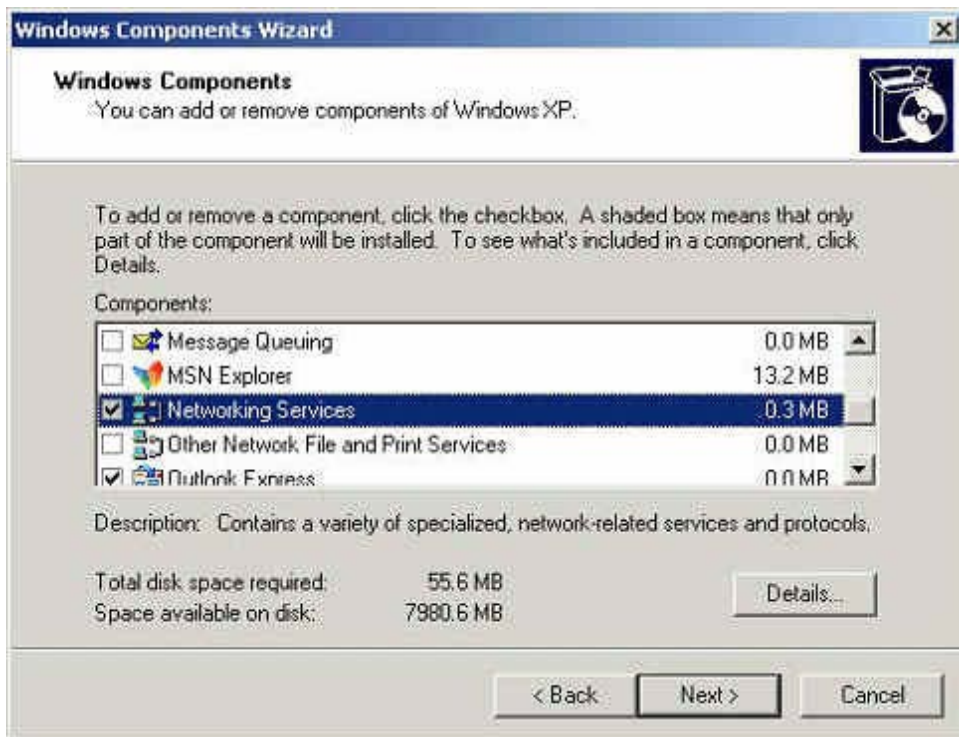 Windows Components Wizard
Windows Components
You can add or remove components of Windows XP.
To add or remove a component, click the checkbox. A shaded box means that only
part of the component will be installed. To see what's included in a component, click
Details.
Components:
Message Queuing 0.0 MB
MSN Explorer 13.2 MB
Networking Services 0.3 MB
Other Network File and Print Services 0.0 MB
Outlook Express 0.0 MB
Description: Contains a variety of specialized, network-related services and protocols.
Total disk space required: 55.6 MB
Space available on disk: 7980.6 MB
Details...
< Back Next > Cancel